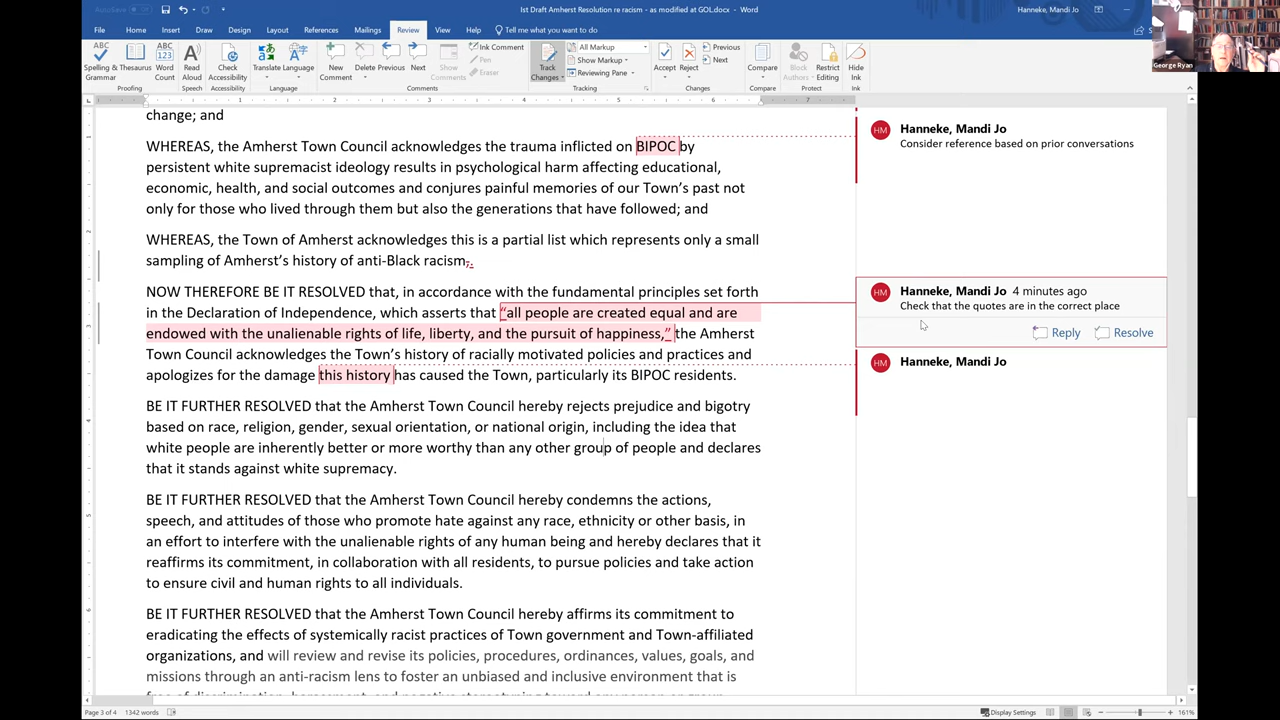 AutoSave
Ist Draft Amherst Resolution re racism - as modified at GOL.docx - Word
Hanneke, Mandi Jo
File Home Insert Draw Design Layout References Mailings Review View Help Tell me what you want to do
Spelling & Grammar
Thesaurus
Word Count
Read Aloud
Check Accessibility
Translate
Language
New Comment
Delete
Previous
Next
Show Comments
Ink Comment
Pen
Eraser
Track Changes
All Markup
Show Markup
Reviewing Pane
Accept
Reject
Previous
Next
Compare
Block Authors
Restrict Editing
Hide Ink
Proofing Speech Accessibility Language Comments Tracking Changes Compare Protect Ink
George Ryan
change; and
WHEREAS, the Amherst Town Council acknowledges the trauma inflicted on BIPOC by
persistent white supremacist ideology results in psychological harm affecting educational,
economic, health, and social outcomes and conjures painful memories of our Town's past not
only for those who lived through them but also the generations that have followed; and
WHEREAS, the Town of Amherst acknowledges this is a partial list which represents only a small
sampling of Amherst's history of anti-Black racism,.
NOW THEREFORE BE IT RESOLVED that, in accordance with the fundamental principles set forth
in the Declaration of Independence, which asserts that "all people are created equal and are
endowed with the unalienable rights of life, liberty, and the pursuit of happiness," the Amherst
Town Council acknowledges the Town's history of racially motivated policies and practices and
apologizes for the damage this history has caused the Town, particularly its BIPOC residents.
BE IT FURTHER RESOLVED that the Amherst Town Council hereby rejects prejudice and bigotry
based on race, religion, gender, sexual orientation, or national origin, including the idea that
white people are inherently better or more worthy than any other group of people and declares
that it stands against white supremacy.
BE IT FURTHER RESOLVED that the Amherst Town Council hereby condemns the actions,
speech, and attitudes of those who promote hate against any race, ethnicity or other basis, in
an effort to interfere with the unalienable rights of any human being and hereby declares that it
reaffirms its commitment, in collaboration with all residents, to pursue policies and take action
to ensure civil and human rights to all individuals.
BE IT FURTHER RESOLVED that the Amherst Town Council hereby affirms its commitment to
eradicating the effects of systemically racist practices of Town government and Town-affiliated
organizations, and will review and revise its policies, procedures, ordinances, values, goals, and
missions through an anti-racism lens to foster an unbiased and inclusive environment that is
HM Hanneke, Mandi Jo
Consider reference based on prior conversations
HM Hanneke, Mandi Jo 4 minutes ago
Check that the quotes are in the correct place
Reply Resolve
HM Hanneke, Mandi Jo
Page 3 of 4 1342 words
Display Settings
161%